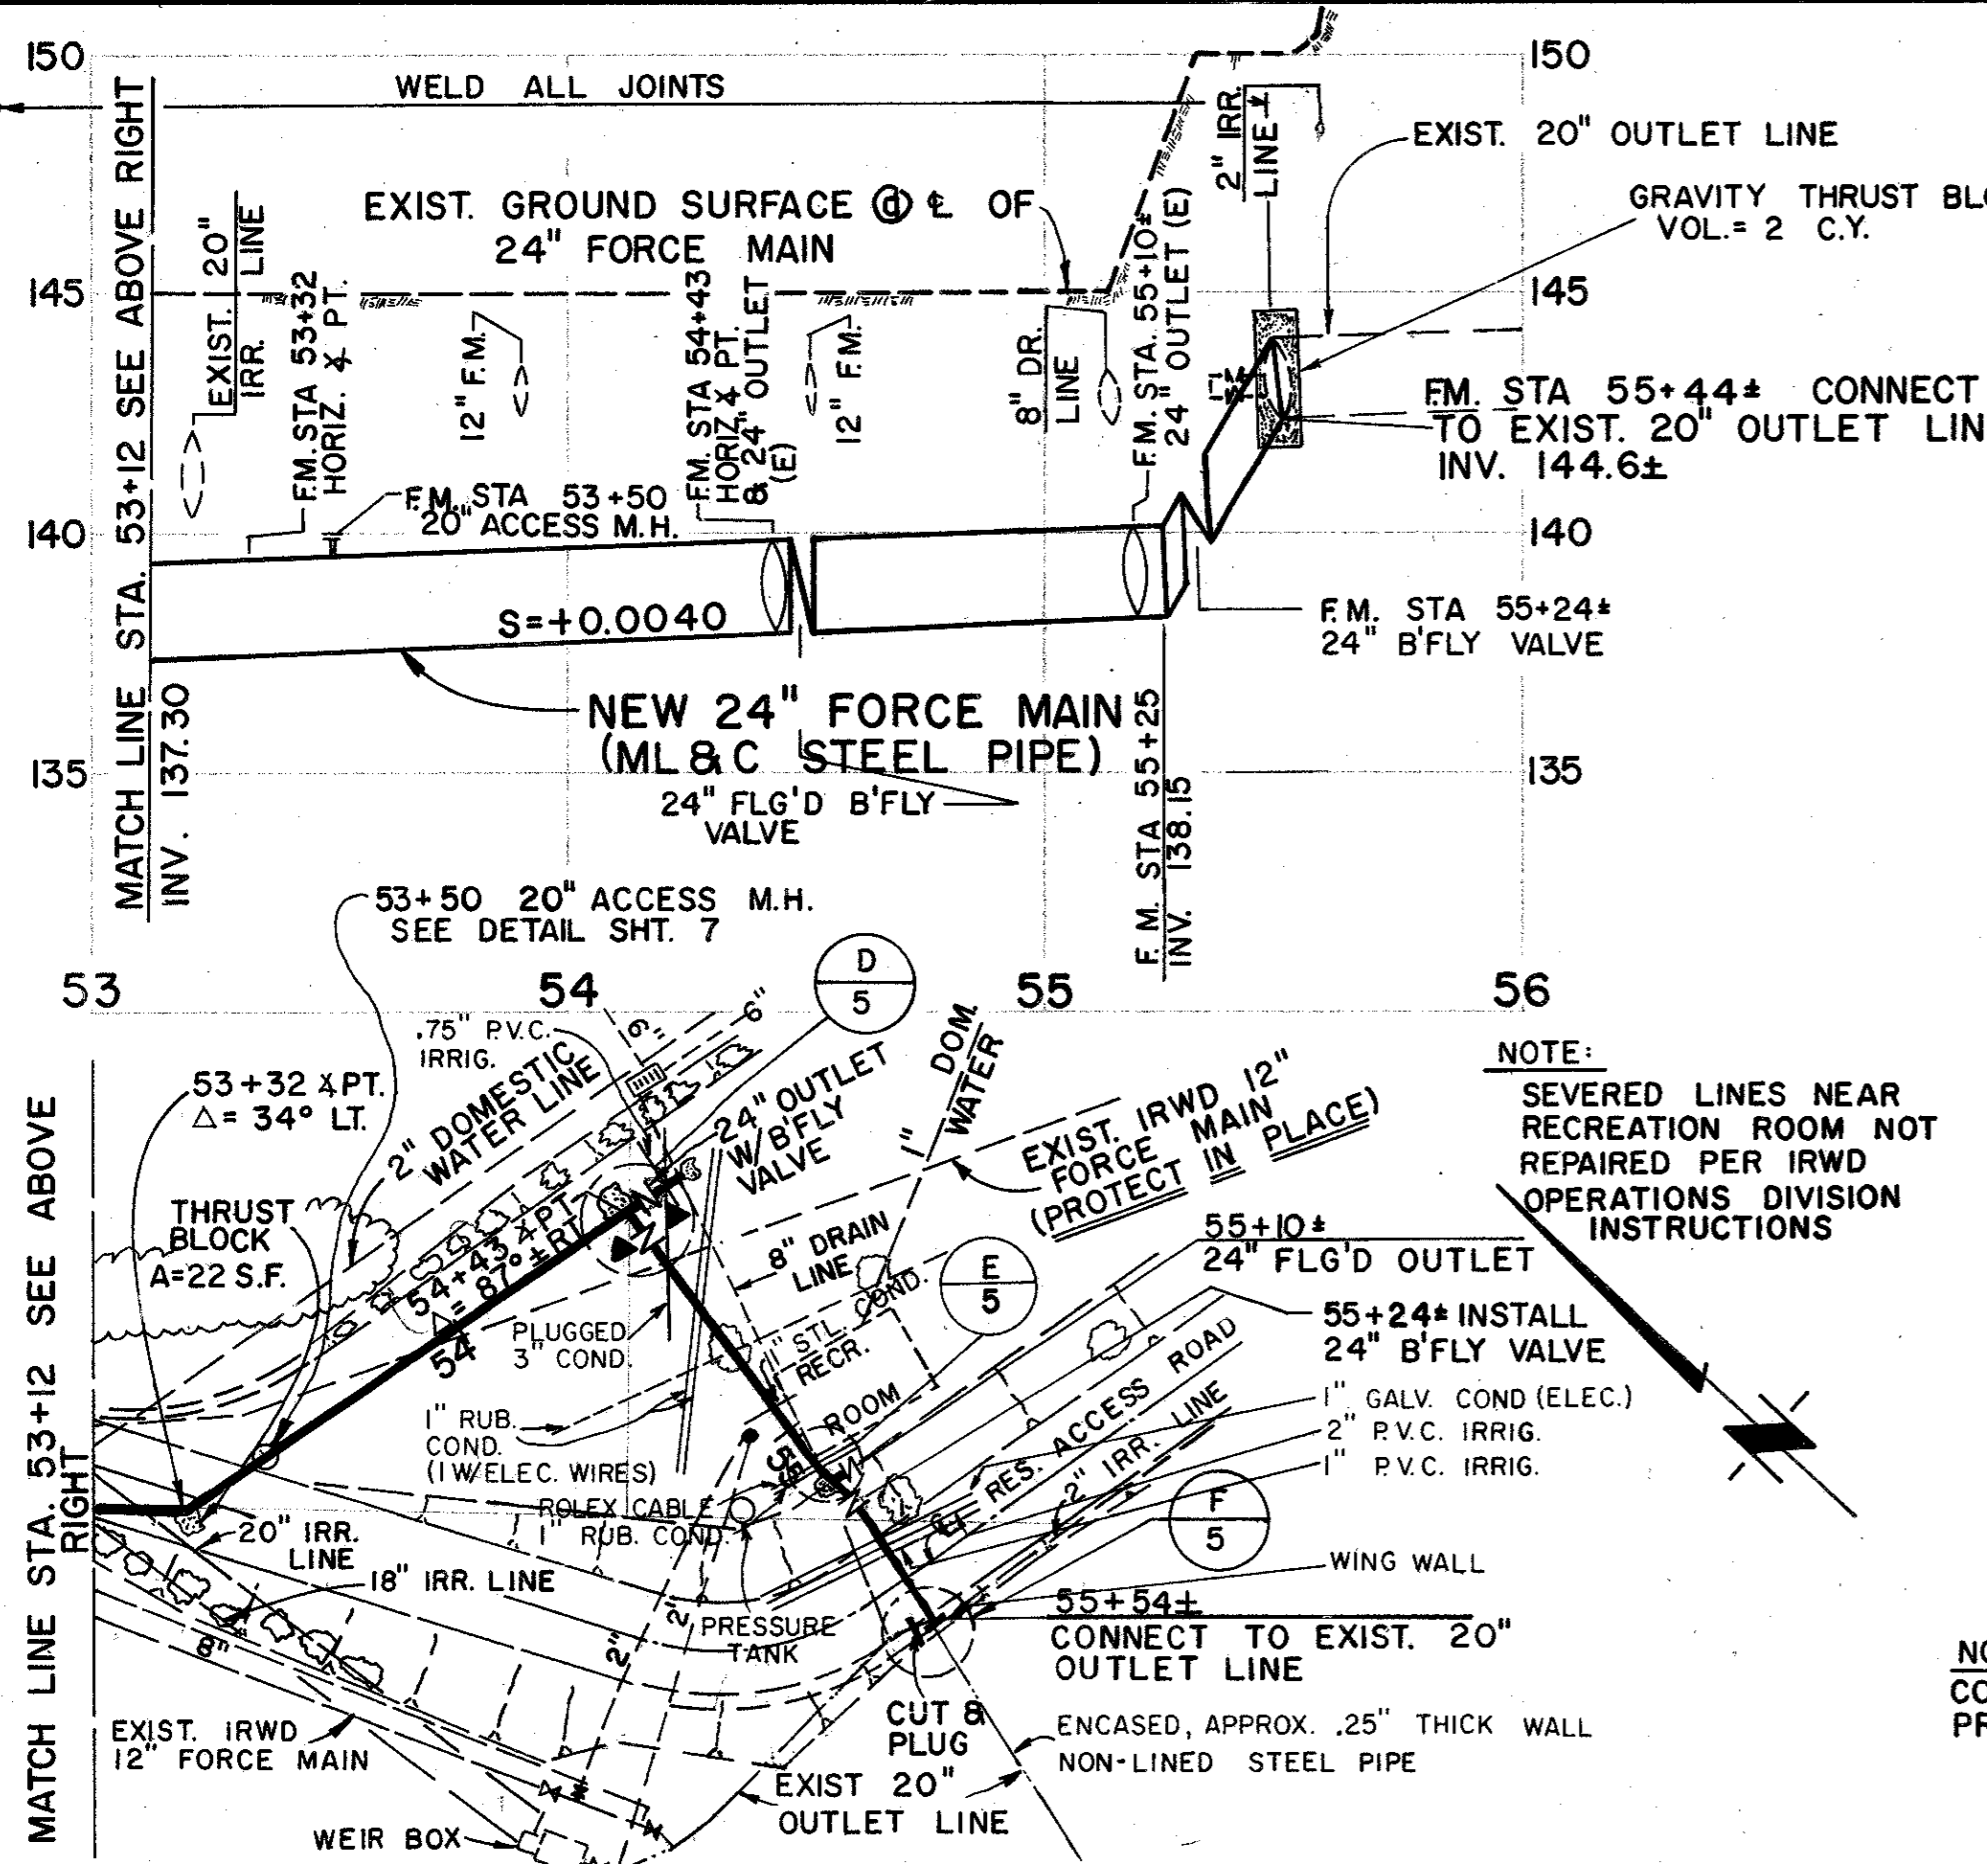 150
WELD ALL JOINTS
150
2" IRR.
LINE
EXIST. 20" OUTLET LINE
GRAVITY THRUST
VOL.= 2 C.Y.
MATCH LINE STA. 53+12 SEE ABOVE RIGHT
INV. 137.30
EXIST. 20"
IRR. LINE
EXIST. GROUND SURFACE @ ℄ OF
24" FORCE MAIN
145
145
F.M. STA 53+32
HORIZ. ∡ PT.
12" F.M.
F.M. STA 54+43
HORIZ. ∡ PT.
& 24" OUTLET
(E)
12" F.M.
8" DR.
LINE
F.M. STA. 55+10±
24" OUTLET (E)
F.M. STA 55+44± CONNECT
TO EXIST. 20" OUTLET
INV. 144.6±
F.M. STA 53+50
20" ACCESS M.H.
140
140
S=+0.0040
F.M. STA 55+24±
24" B'FLY VALVE
NEW 24" FORCE MAIN
(ML & C STEEL PIPE)
135
135
24" FLG'D B'FLY
VALVE
F.M. STA 55+25
INV. 138.15
53+50 20" ACCESS M.H.
SEE DETAIL SHT. 7
53
54
55
56
D
5
.75" P.V.C.
IRRIG.
6"
6"
53+32 ∡ PT.
△= 34° LT.
2" DOMESTIC
WATER LINE
24" OUTLET
W/ B'FLY
VALVE
1" DOM.
WATER
EXIST. IRWD 12"
FORCE MAIN
(PROTECT IN PLACE)
NOTE:
SEVERED LINES NEAR
RECREATION ROOM NOT
REPAIRED PER IRWD
OPERATIONS DIVISION
INSTRUCTIONS
THRUST
BLOCK
A=22 S.F.
54+43 ∡ PT.
△= 87°± RT.
54
8" DRAIN
LINE
E
5
55+10±
24" FLG'D OUTLET
55+24± INSTALL
24" B'FLY VALVE
PLUGGED
3" COND.
1" STL. COND.
RECR.
ROOM
1" RUB.
COND.
(1 W/ELEC. WIRES)
55
RES. ACCESS ROAD
2" IRR. LINE
1" GALV. COND (ELEC.)
2" P.V.C. IRRIG.
1" P.V.C. IRRIG.
ROLEX CABLE
1" RUB. COND.
F
5
MATCH LINE STA. 53+12 SEE ABOVE
RIGHT
20" IRR.
LINE
18" IRR. LINE
8"
2"
2"
PRESSURE
TANK
WING WALL
55+54±
CONNECT TO EXIST. 20"
OUTLET LINE
CUT &
PLUG
EXIST. IRWD
12" FORCE MAIN
ENCASED, APPROX. .25" THICK WALL
NON-LINED STEEL PIPE
EXIST 20"
OUTLET LINE
WEIR BOX